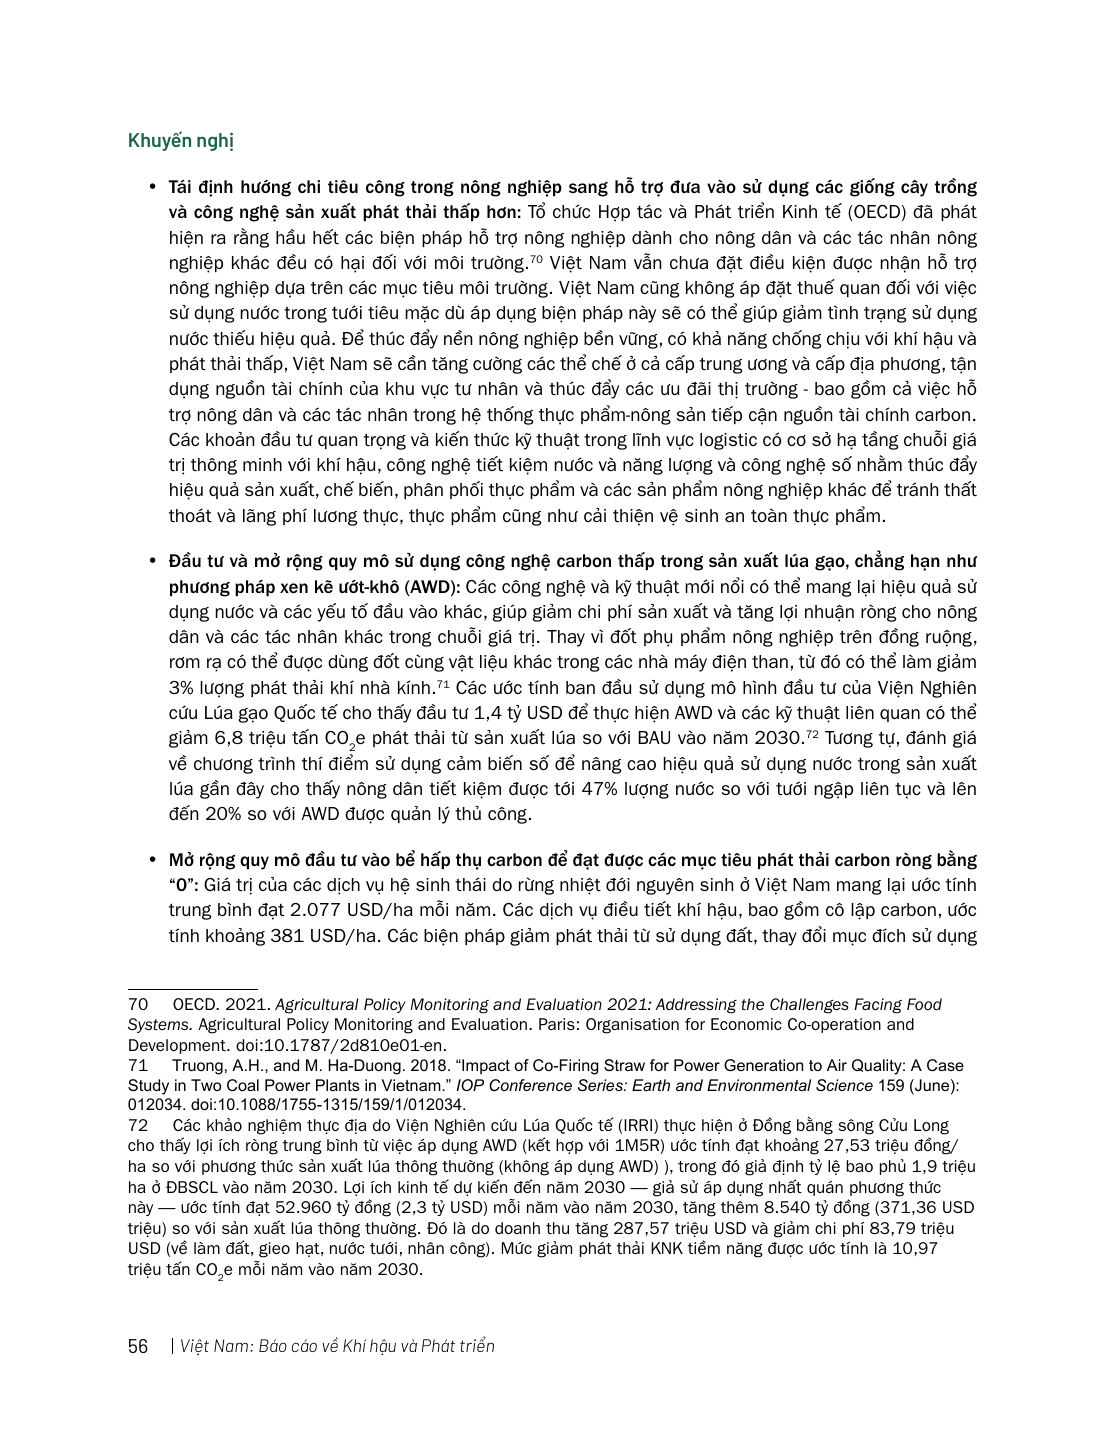 Khuyến nghị
• Tái định hướng chi tiêu công trong nông nghiệp sang hỗ trợ đưa vào sử dụng các giống cây trồng
và công nghệ sản xuất phát thải thấp hơn: Tổ chức Hợp tác và Phát triển Kinh tế (OECD) đã phát
hiện ra rằng hầu hết các biện pháp hỗ trợ nông nghiệp dành cho nông dân và các tác nhân nông
nghiệp khác đều có hại đối với môi trường.70 Việt Nam vẫn chưa đặt điều kiện được nhận hỗ trợ
nông nghiệp dựa trên các mục tiêu môi trường. Việt Nam cũng không áp đặt thuế quan đối với việc
sử dụng nước trong tưới tiêu mặc dù áp dụng biện pháp này sẽ có thể giúp giảm tình trạng sử dụng
nước thiếu hiệu quả. Để thúc đẩy nền nông nghiệp bền vững, có khả năng chống chịu với khí hậu và
phát thải thấp, Việt Nam sẽ cần tăng cường các thể chế ở cả cấp trung ương và cấp địa phương, tận
dụng nguồn tài chính của khu vực tư nhân và thúc đẩy các ưu đãi thị trường - bao gồm cả việc hỗ
trợ nông dân và các tác nhân trong hệ thống thực phẩm-nông sản tiếp cận nguồn tài chính carbon.
Các khoản đầu tư quan trọng và kiến thức kỹ thuật trong lĩnh vực logistic có cơ sở hạ tầng chuỗi giá
trị thông minh với khí hậu, công nghệ tiết kiệm nước và năng lượng và công nghệ số nhằm thúc đẩy
hiệu quả sản xuất, chế biến, phân phối thực phẩm và các sản phẩm nông nghiệp khác để tránh thất
thoát và lãng phí lương thực, thực phẩm cũng như cải thiện vệ sinh an toàn thực phẩm.
• Đầu tư và mở rộng quy mô sử dụng công nghệ carbon thấp trong sản xuất lúa gạo, chẳng hạn như
phương pháp xen kẽ ướt-khô (AWD): Các công nghệ và kỹ thuật mới nổi có thể mang lại hiệu quả sử
dụng nước và các yếu tố đầu vào khác, giúp giảm chi phí sản xuất và tăng lợi nhuận ròng cho nông
dân và các tác nhân khác trong chuỗi giá trị. Thay vì đốt phụ phẩm nông nghiệp trên đồng ruộng,
rơm rạ có thể được dùng đốt cùng vật liệu khác trong các nhà máy điện than, từ đó có thể làm giảm
3% lượng phát thải khí nhà kính.71 Các ước tính ban đầu sử dụng mô hình đầu tư của Viện Nghiên
cứu Lúa gạo Quốc tế cho thấy đầu tư 1,4 tỷ USD để thực hiện AWD và các kỹ thuật liên quan có thể
giảm 6,8 triệu tấn CO2e phát thải từ sản xuất lúa so với BAU vào năm 2030.72 Tương tự, đánh giá
về chương trình thí điểm sử dụng cảm biến số để nâng cao hiệu quả sử dụng nước trong sản xuất
lúa gần đây cho thấy nông dân tiết kiệm được tới 47% lượng nước so với tưới ngập liên tục và lên
đến 20% so với AWD được quản lý thủ công.
• Mở rộng quy mô đầu tư vào bể hấp thụ carbon để đạt được các mục tiêu phát thải carbon ròng bằng
“0”: Giá trị của các dịch vụ hệ sinh thái do rừng nhiệt đới nguyên sinh ở Việt Nam mang lại ước tính
trung bình đạt 2.077 USD/ha mỗi năm. Các dịch vụ điều tiết khí hậu, bao gồm cô lập carbon, ước
tính khoảng 381 USD/ha. Các biện pháp giảm phát thải từ sử dụng đất, thay đổi mục đích sử dụng
70 OECD. 2021. Agricultural Policy Monitoring and Evaluation 2021: Addressing the Challenges Facing Food
Systems. Agricultural Policy Monitoring and Evaluation. Paris: Organisation for Economic Co-operation and
Development. doi:10.1787/2d810e01-en.
71 Truong, A.H., and M. Ha-Duong. 2018. “Impact of Co-Firing Straw for Power Generation to Air Quality: A Case
Study in Two Coal Power Plants in Vietnam.” IOP Conference Series: Earth and Environmental Science 159 (June):
012034. doi:10.1088/1755-1315/159/1/012034.
72 Các khảo nghiệm thực địa do Viện Nghiên cứu Lúa Quốc tế (IRRI) thực hiện ở Đồng bằng sông Cửu Long
cho thấy lợi ích ròng trung bình từ việc áp dụng AWD (kết hợp với 1M5R) ước tính đạt khoảng 27,53 triệu đồng/
ha so với phương thức sản xuất lúa thông thường (không áp dụng AWD) ), trong đó giả định tỷ lệ bao phủ 1,9 triệu
ha ở ĐBSCL vào năm 2030. Lợi ích kinh tế dự kiến đến năm 2030 — giả sử áp dụng nhất quán phương thức
này — ước tính đạt 52.960 tỷ đồng (2,3 tỷ USD) mỗi năm vào năm 2030, tăng thêm 8.540 tỷ đồng (371,36 USD
triệu) so với sản xuất lúa thông thường. Đó là do doanh thu tăng 287,57 triệu USD và giảm chi phí 83,79 triệu
USD (về làm đất, gieo hạt, nước tưới, nhân công). Mức giảm phát thải KNK tiềm năng được ước tính là 10,97
triệu tấn CO2e mỗi năm vào năm 2030.
56 | Việt Nam: Báo cáo về Khí hậu và Phát triển